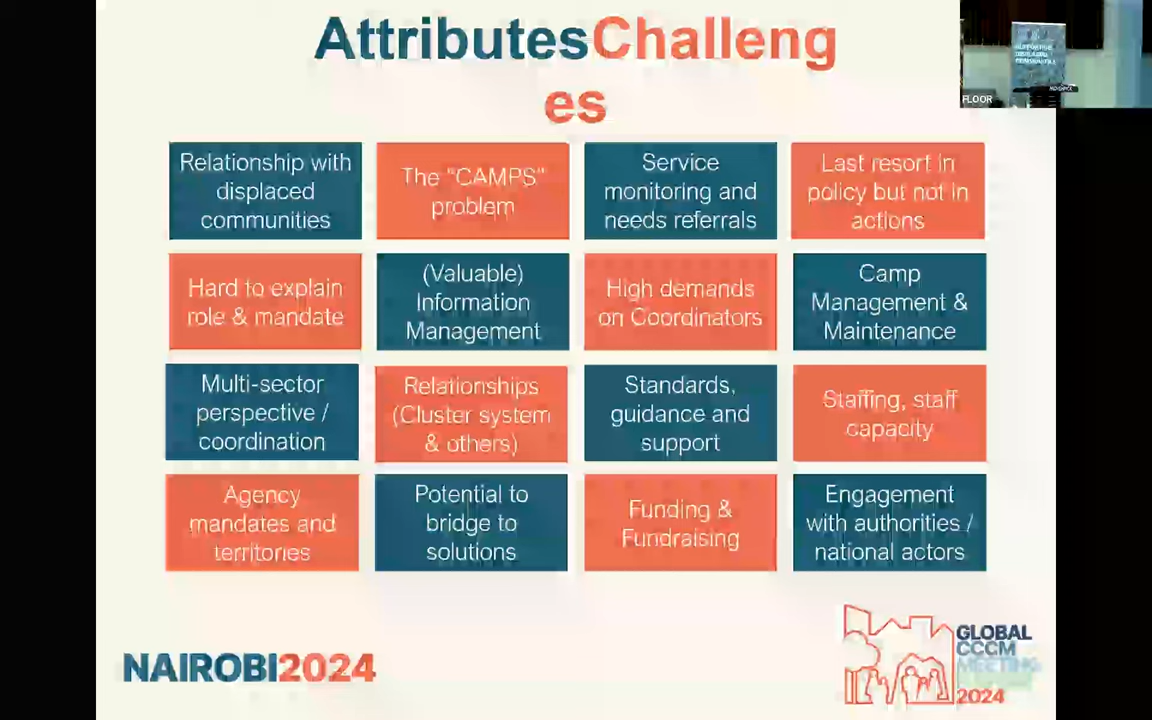 AttributesChalleng
es
FLOOR
Relationship with
displaced
communities
The "CAMPS"
problem
Service
monitoring and
needs referrals
Last resort in
policy but not in
actions
Hard to explain
role & mandate
(Valuable)
Information
Management
High demands
on Coordinators
Camp
Management &
Maintenance
Multi-sector
perspective /
coordination
Relationships
(Cluster system
& others)
Standards,
guidance and
support
Staffing, staff
capacity
Agency
mandates and
territories
Potential to
bridge to
solutions
Funding &
Fundraising
Engagement
with authorities /
national actors
NAIROBI2024
GLOBAL
CCCM
MEETING
2024